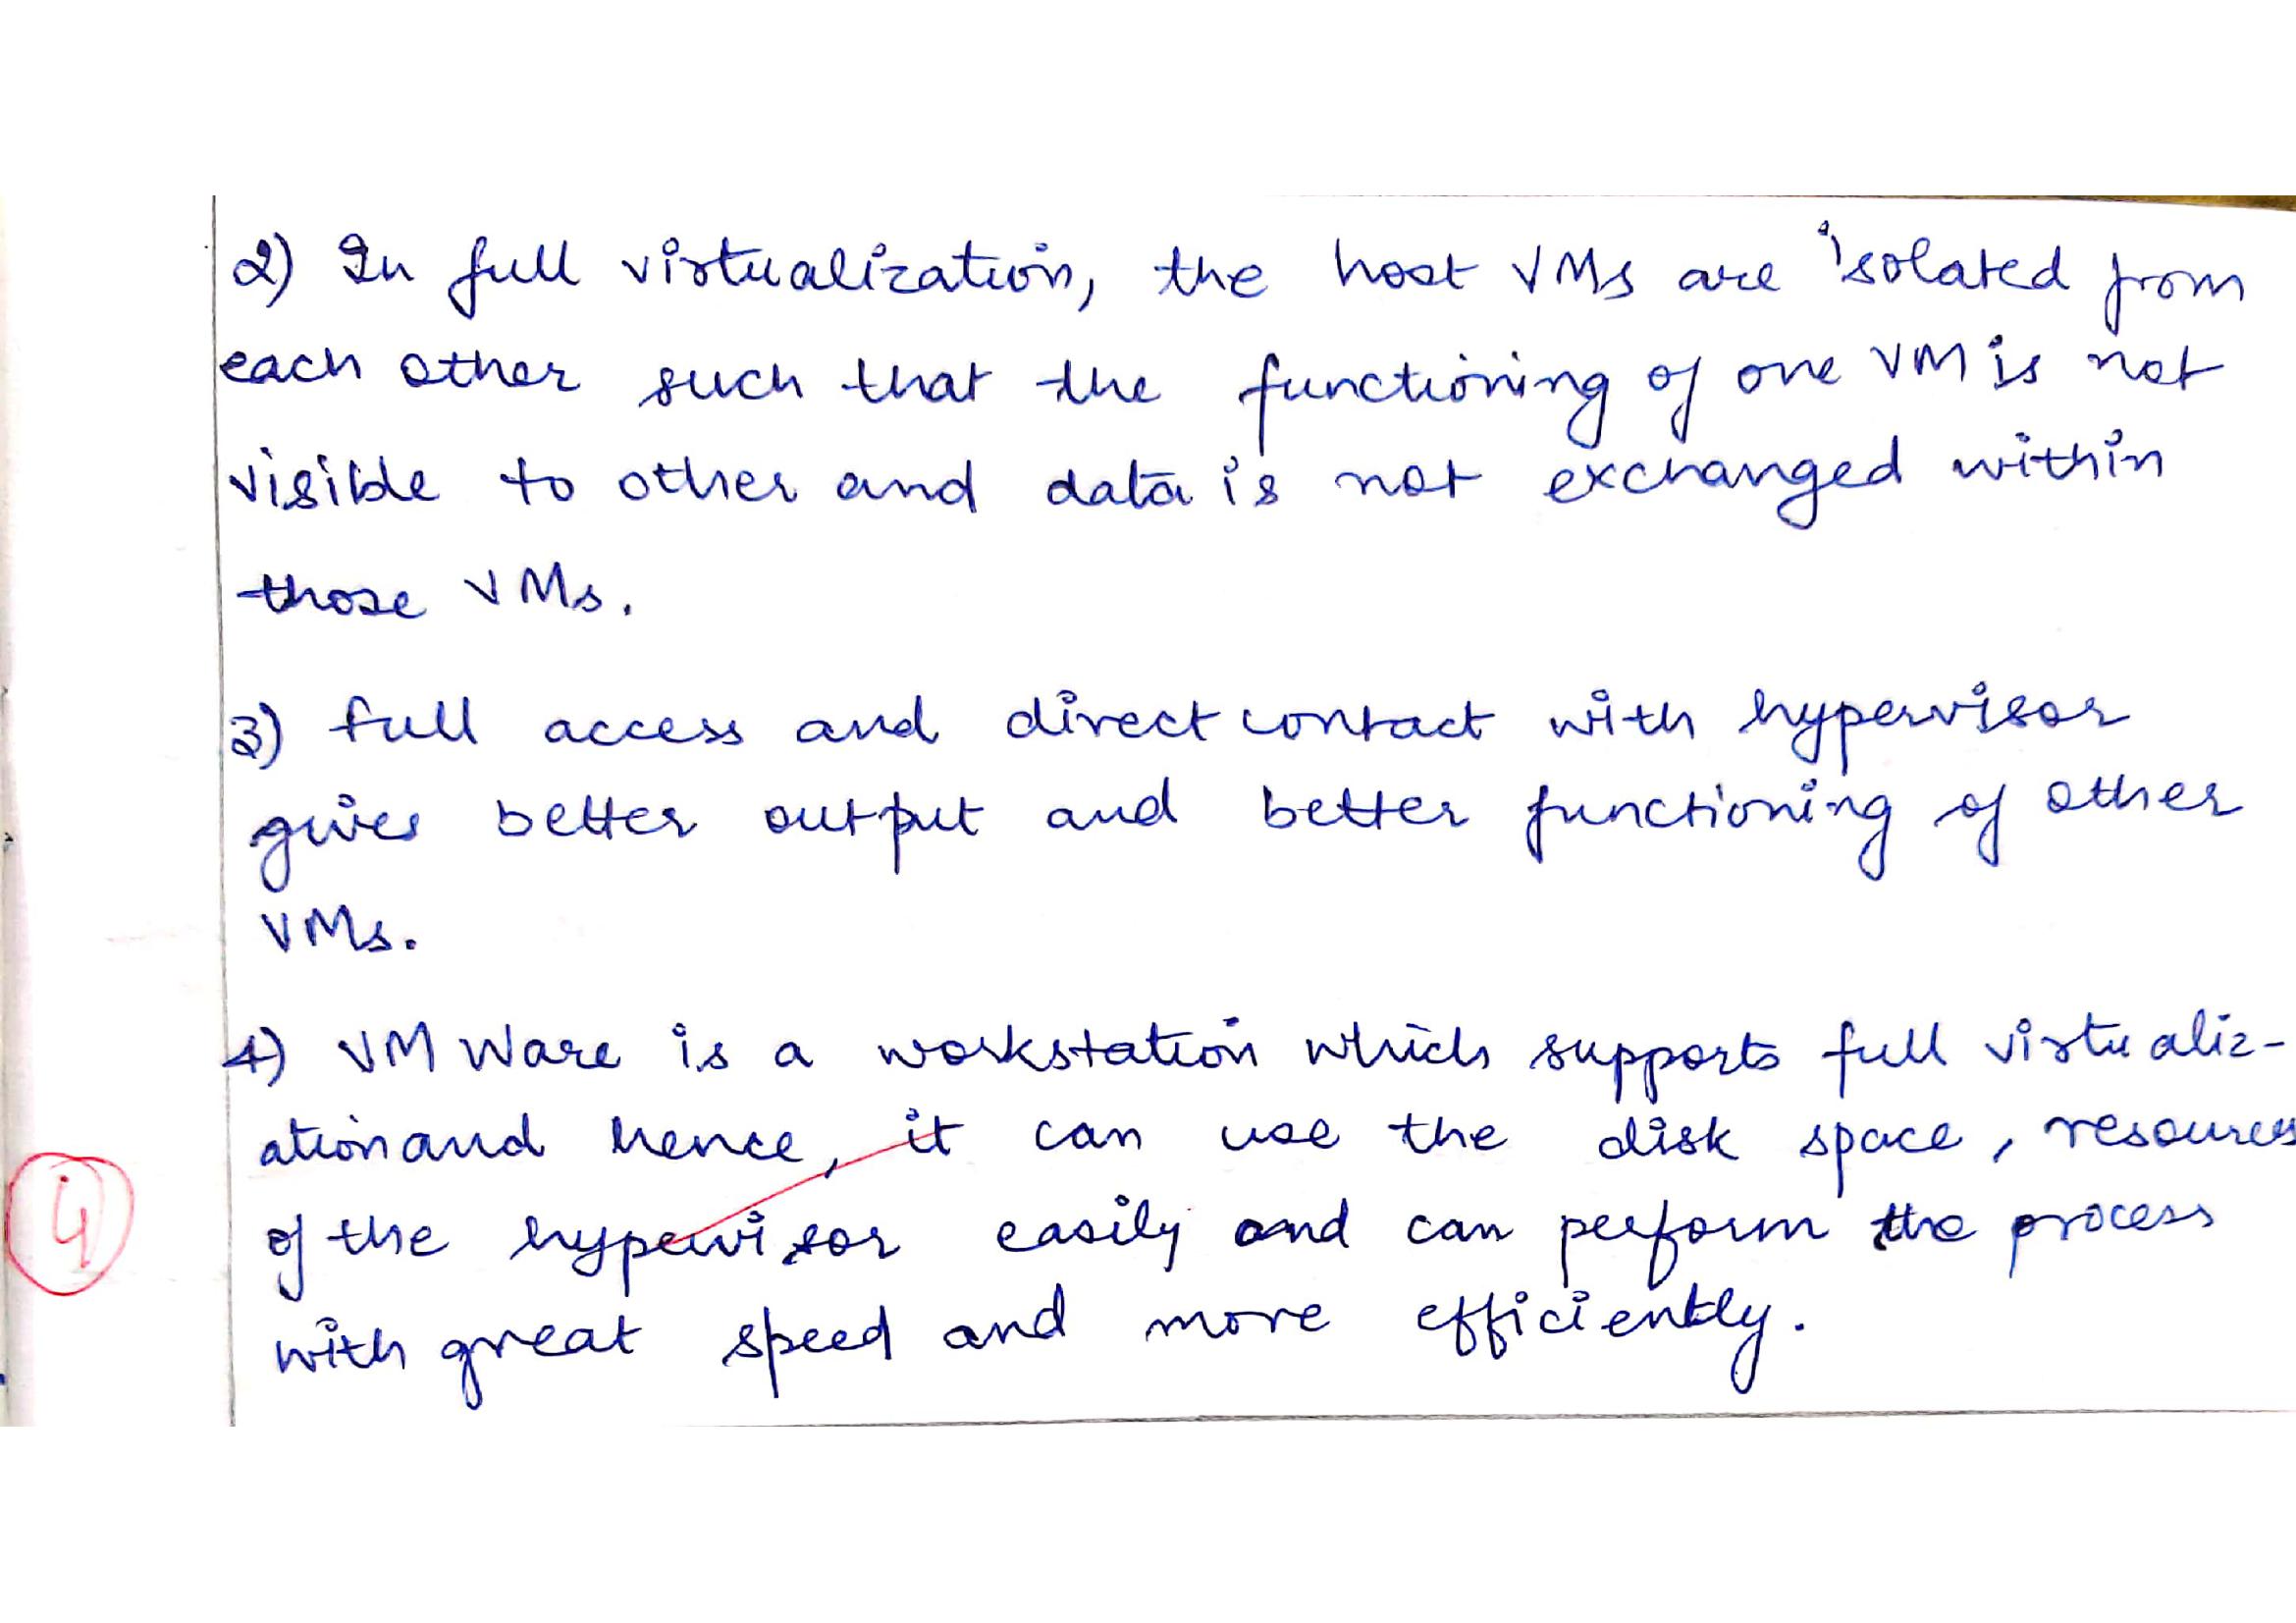 2) In full virtualization, the host VMs are isolated from
each other such that the functioning of one VM is not
visible to other and data is not exchanged within
those VMs.
3) full access and direct contact with hypervisor
gives better output and better functioning of other
VMs.
4) VM Ware is a workstation which supports full virtualiz-
ation and hence, it can use the disk space, resources
of the hypervisor easily and can perform the process
with great speed and more efficiently.
4